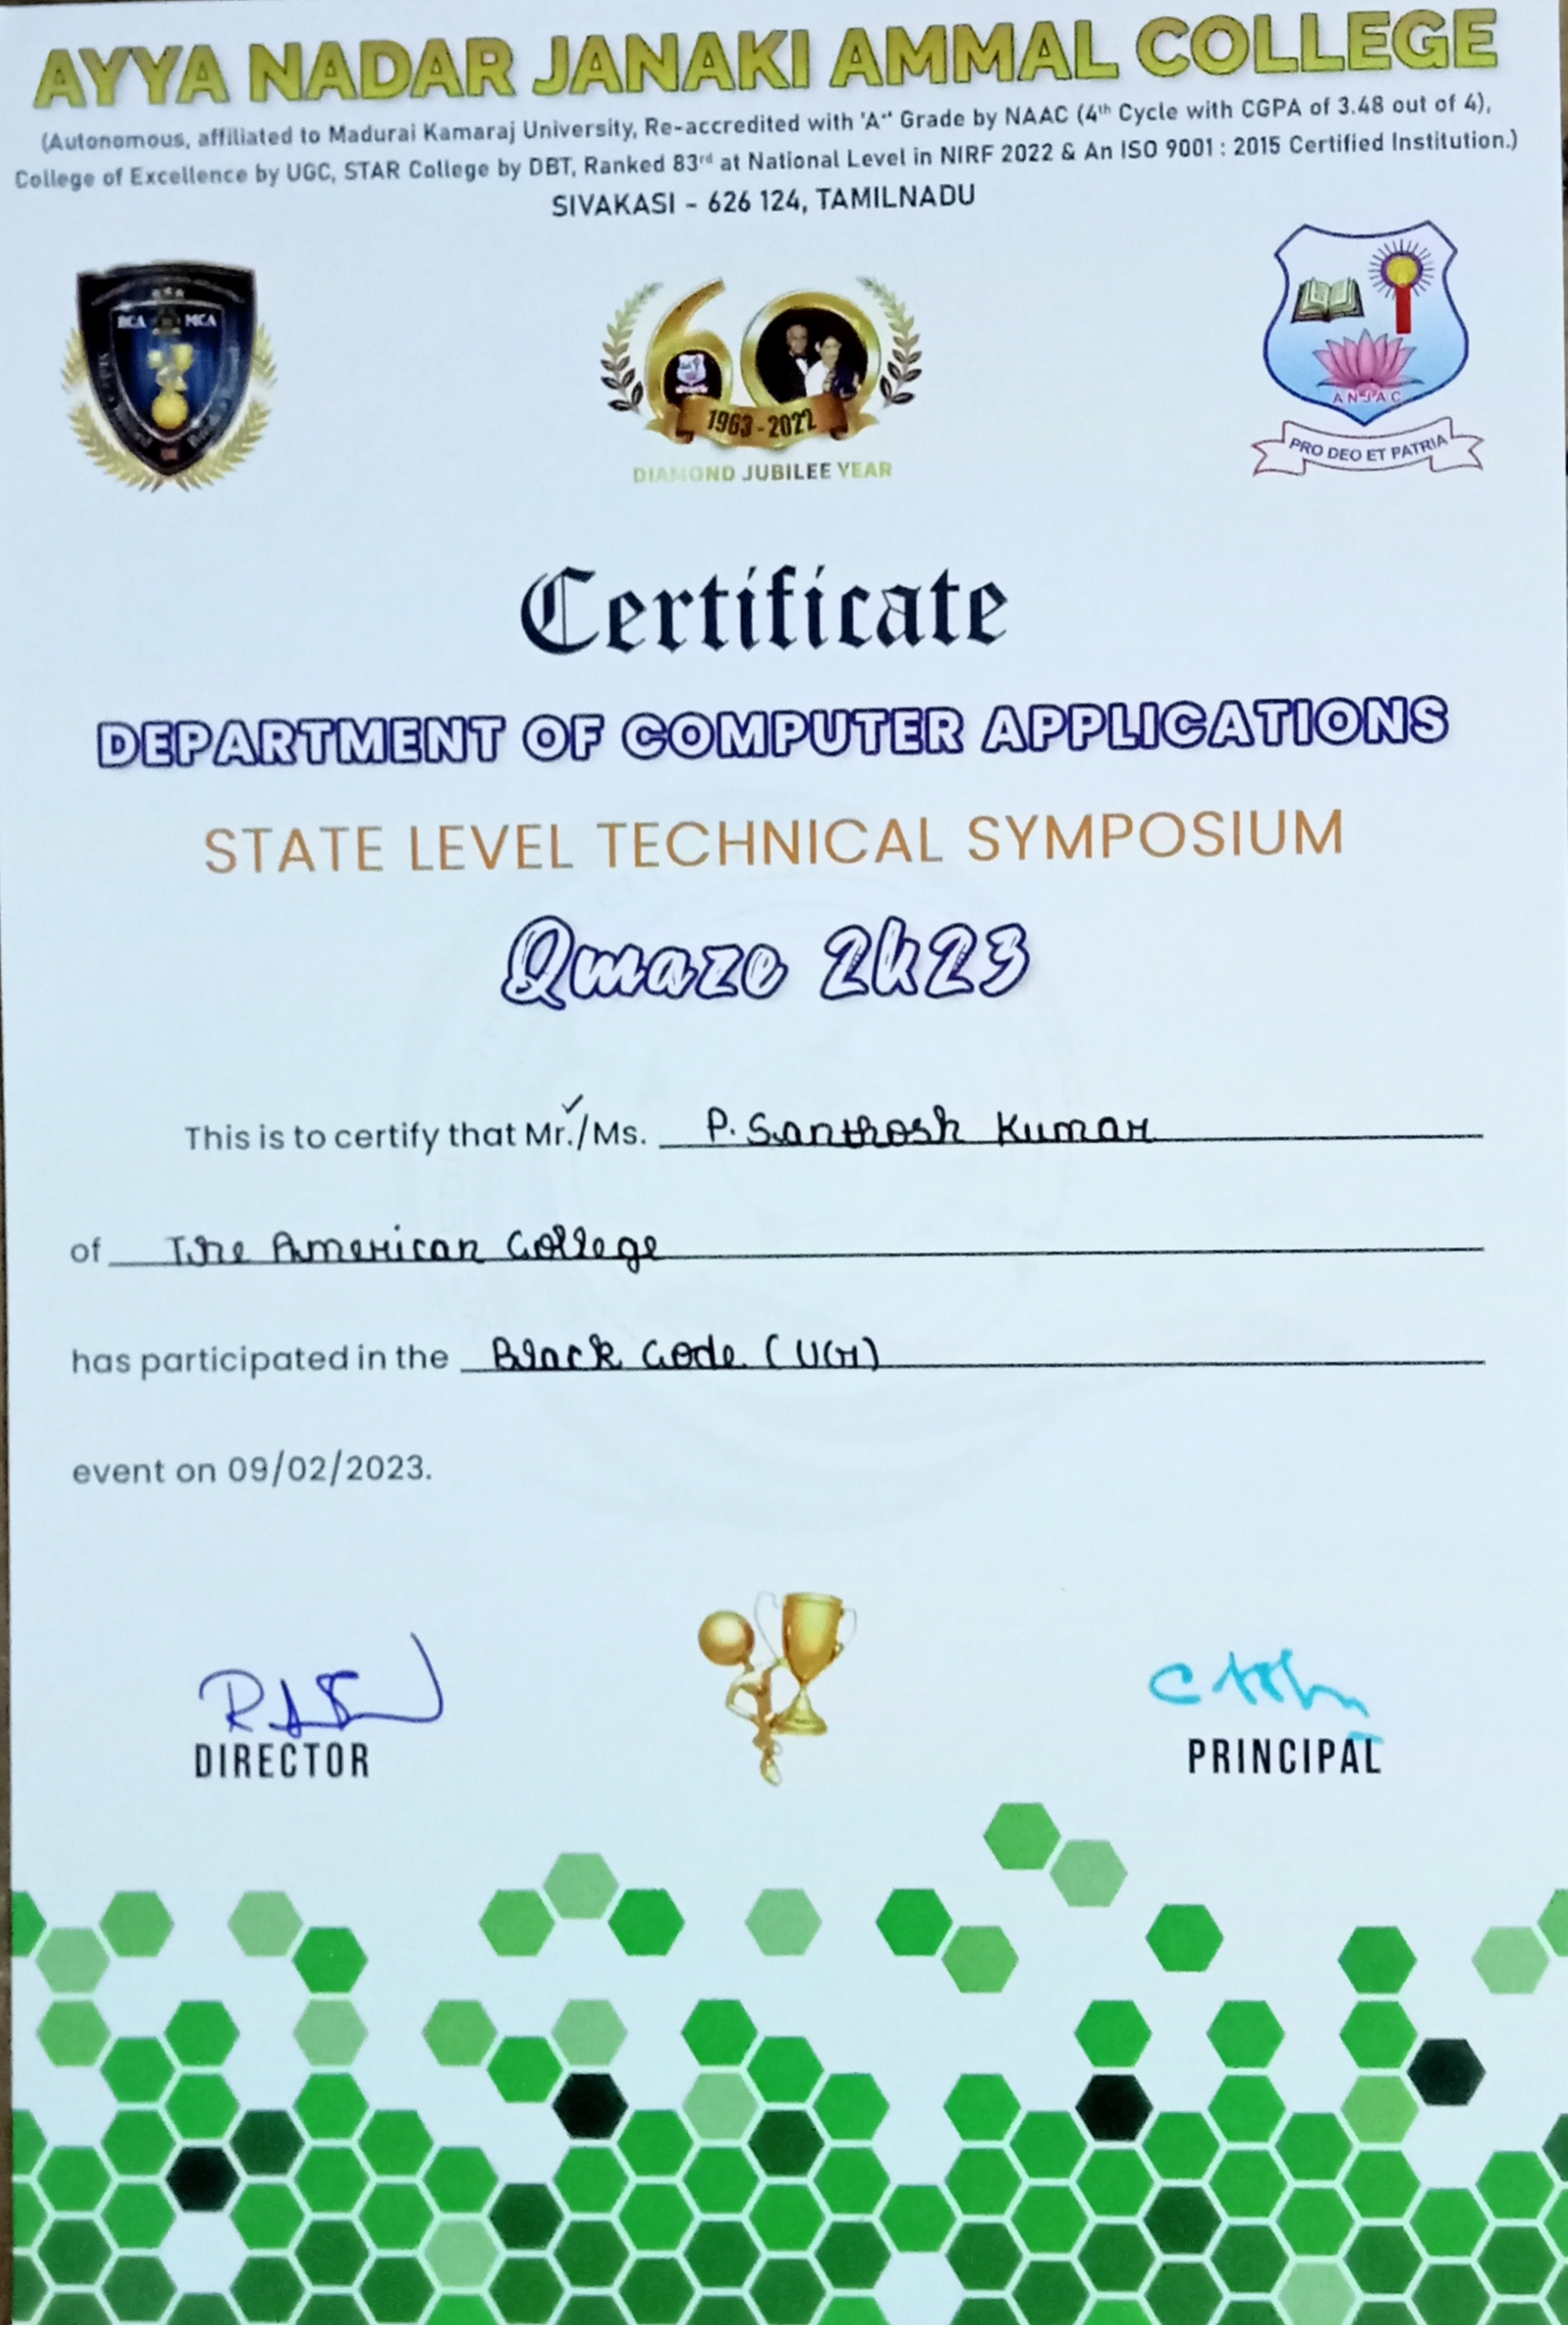 AYYA NADAR JANAKI AMMAL COLLEGE
(Autonomous, affiliated to Madurai Kamaraj University, Re-accredited with 'A+' Grade by NAAC (4th Cycle with CGPA of 3.48 out of 4),
College of Excellence by UGC, STAR College by DBT, Ranked 83rd at National Level in NIRF 2022 & An ISO 9001 : 2015 Certified Institution.)
SIVAKASI - 626 124, TAMILNADU
BCA MCA
60
1963-2022
DIAMOND JUBILEE YEAR
ANJAC
PRO DEO ET PATRIA
Certificate
DEPARTMENT OF COMPUTER APPLICATIONS
STATE LEVEL TECHNICAL SYMPOSIUM
Qmaze 2k23
This is to certify that Mr./Ms. P. Santhosh Kumar
of The American College
has participated in the Black Code (UG)
event on 09/02/2023.
DIRECTOR
PRINCIPAL